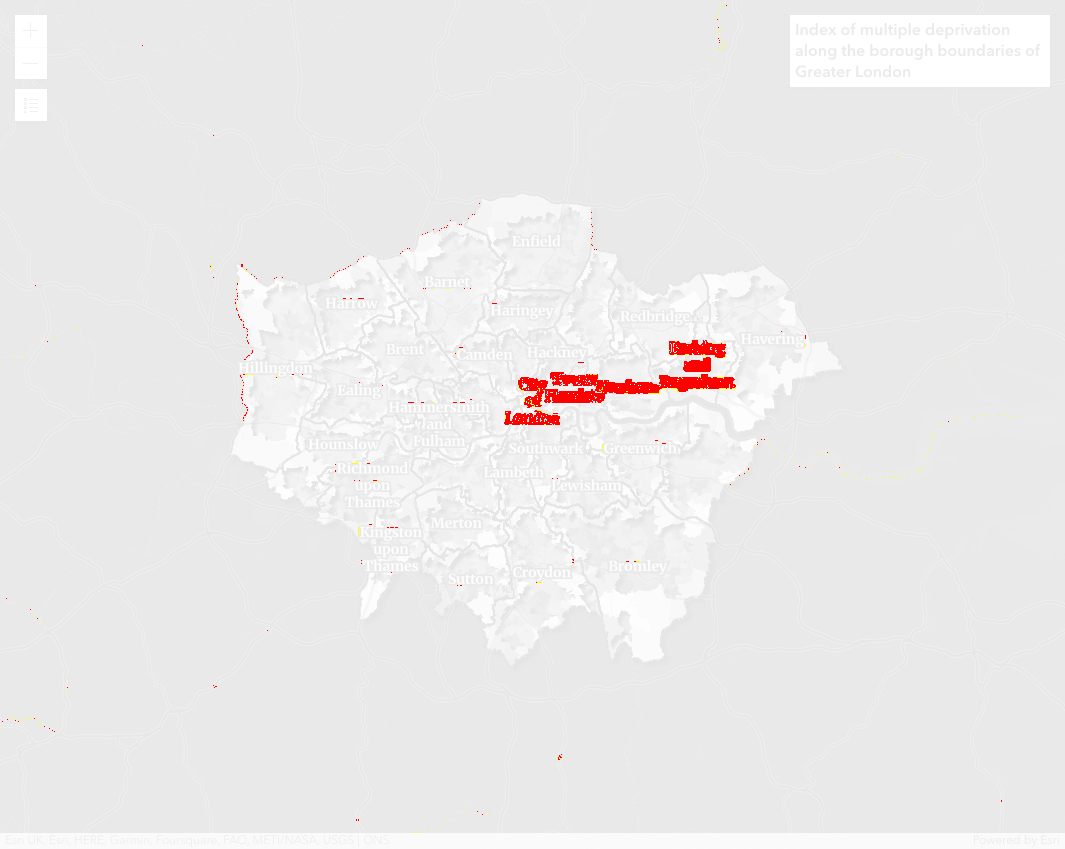 Index of multiple deprivation
along the borough boundaries of
Greater London
Enfield
Barnet
Harrow
Haringey
Redbridge
Havering
Brent
Camden
Hackney
Hillingdon
Barking
and
Dagenham
City
of
London
Tower
Hamlets
Newham
Ealing
Hammersmith
and
Fulham
Hounslow
Southwark
Greenwich
Richmond
upon
Thames
Lambeth
Lewisham
Merton
Kingston
upon
Thames
Sutton
Croydon
Bromley
Esri UK, Esri, HERE, Garmin, Foursquare, FAO, METI/NASA, USGS | ONS
Powered by Esri